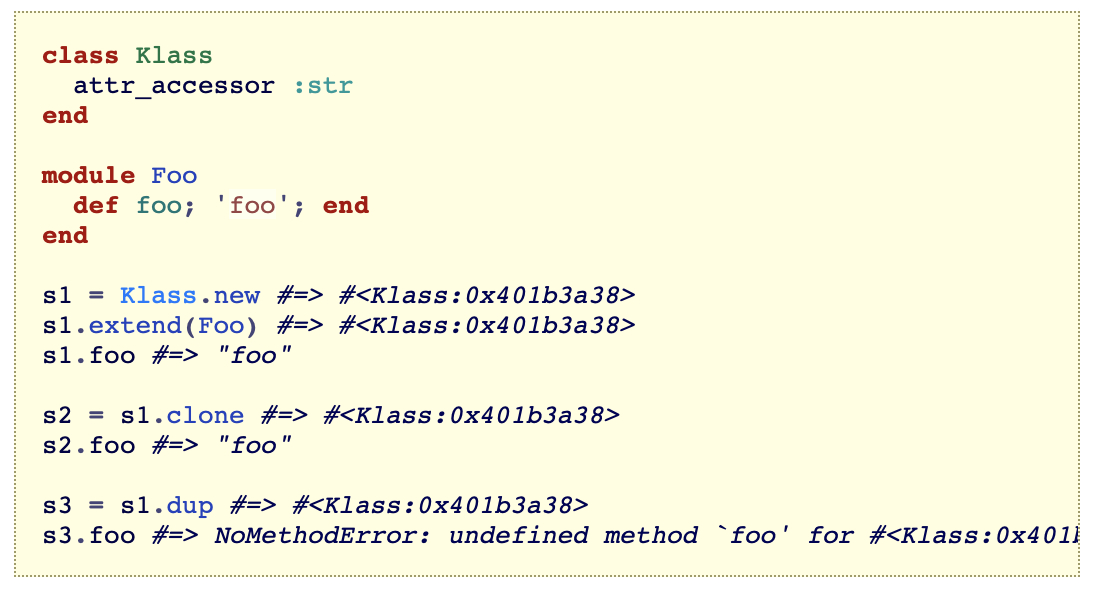 class Klass
  attr_accessor :str
end

module Foo
  def foo; 'foo'; end
end

s1 = Klass.new #=> #<Klass:0x401b3a38>
s1.extend(Foo) #=> #<Klass:0x401b3a38>
s1.foo #=> "foo"

s2 = s1.clone #=> #<Klass:0x401b3a38>
s2.foo #=> "foo"

s3 = s1.dup #=> #<Klass:0x401b3a38>
s3.foo #=> NoMethodError: undefined method `foo' for #<Klass:0x401